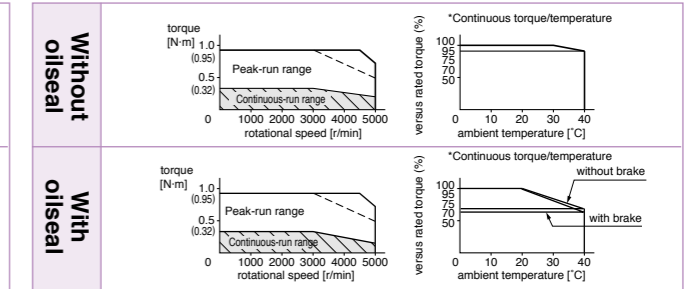 Without
oilseal
torque
[N·m]
1.0
(0.95)
0.5
(0.32)
Peak-run range
Continuous-run range
0 1000 2000 3000 4000 5000
rotational speed [r/min]
*Continuous torque/temperature
versus rated torque (%)
100
95
75
70
50
0 10 20 30 40
ambient temperature [˚C]
With
oilseal
torque
[N·m]
1.0
(0.95)
0.5
(0.32)
Peak-run range
Continuous-run range
0 1000 2000 3000 4000 5000
rotational speed [r/min]
*Continuous torque/temperature
versus rated torque (%)
without brake
100
95
75
70
50
with brake
0 10 20 30 40
ambient temperature [˚C]